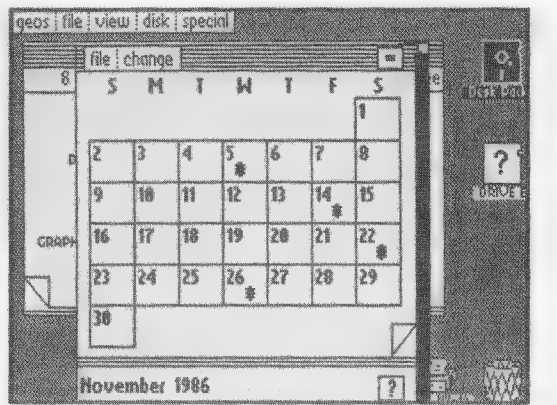 geos file view disk special
file change
8
S M T W T F S
1
2 3 4 5 * 6 7 8
9 10 11 12 13 14 * 15
16 17 18 19 20 21 22 *
23 24 25 26 * 27 28 29
30
GRAPH
?
DRIVE
November 1986 ?